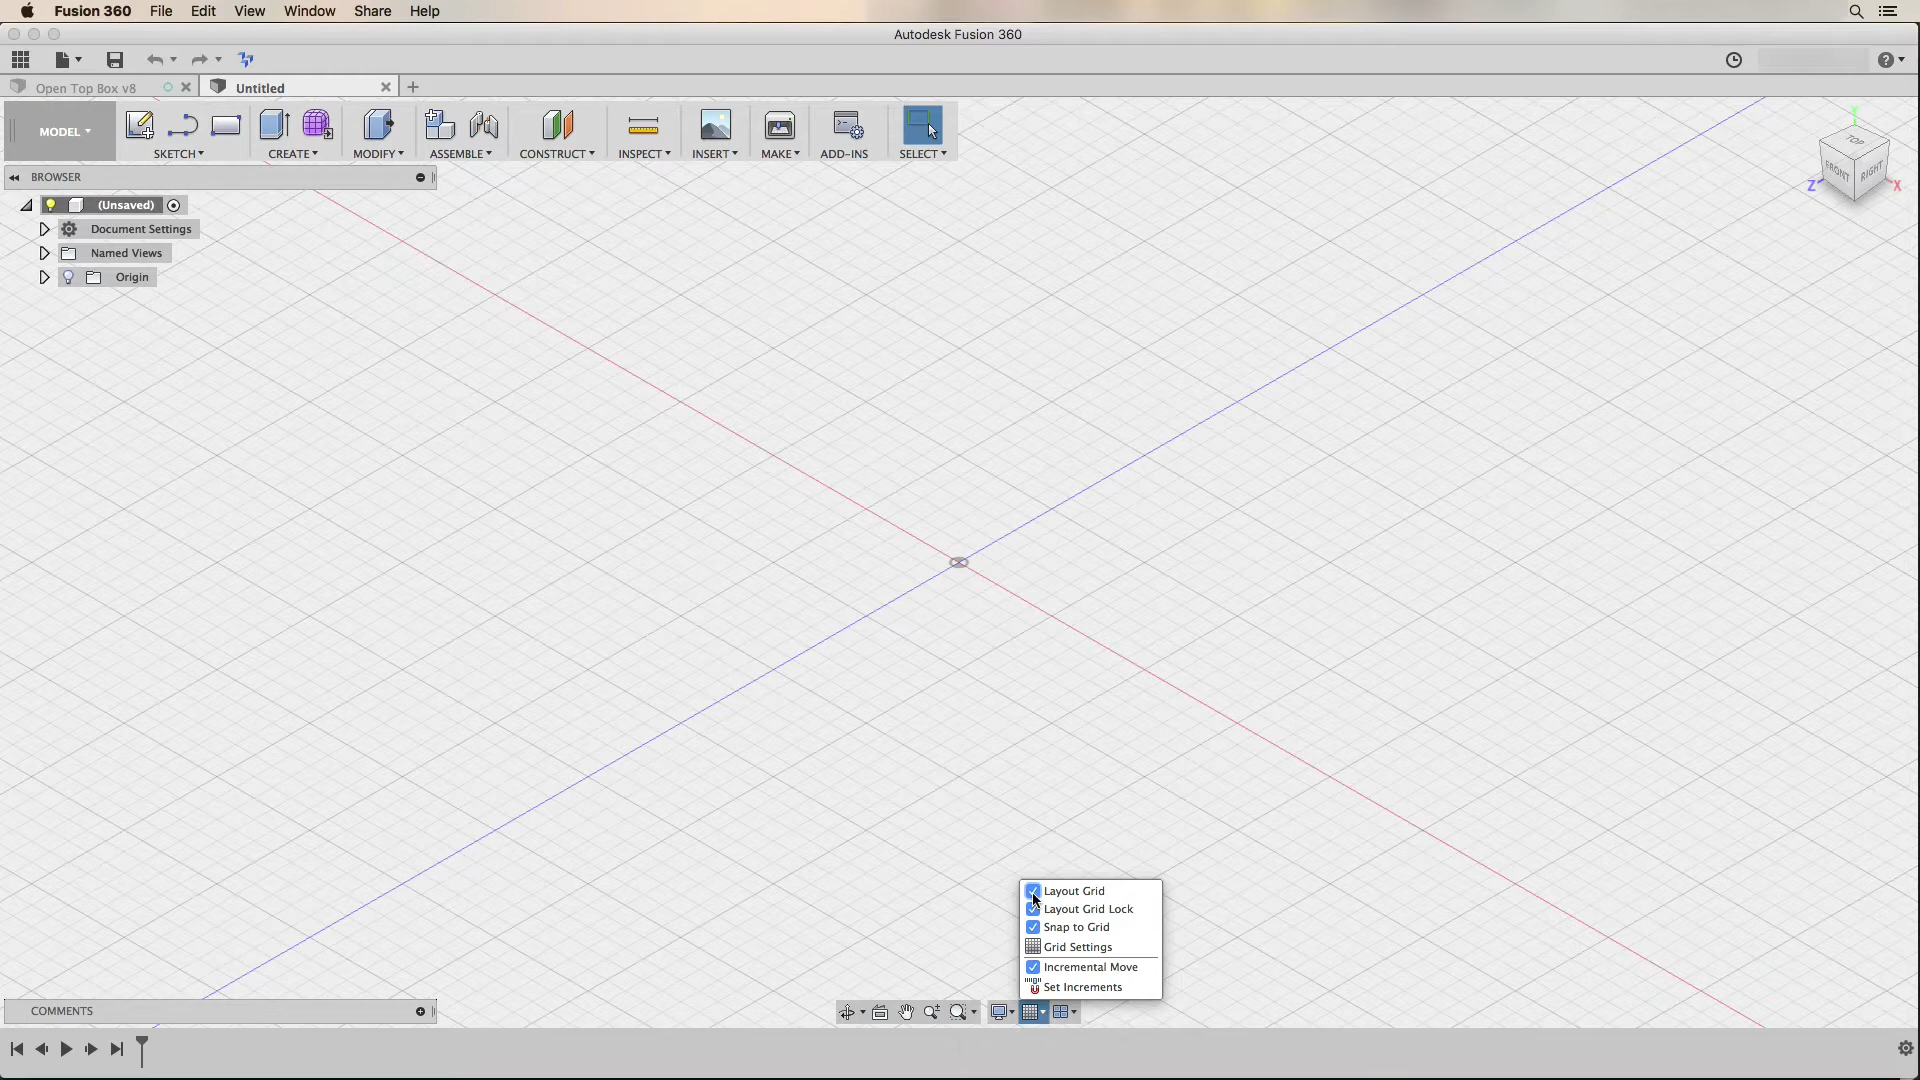 Fusion 360 File Edit View Window Share Help
Autodesk Fusion 360
Open Top Box v8 Untitled
MODEL SKETCH CREATE MODIFY ASSEMBLE CONSTRUCT INSPECT INSERT MAKE ADD-INS SELECT
BROWSER
(Unsaved)
Document Settings
Named Views
Origin
Y
TOP
FRONT RIGHT
Z X
Layout Grid
Layout Grid Lock
Snap to Grid
Grid Settings
Incremental Move
Set Increments
COMMENTS